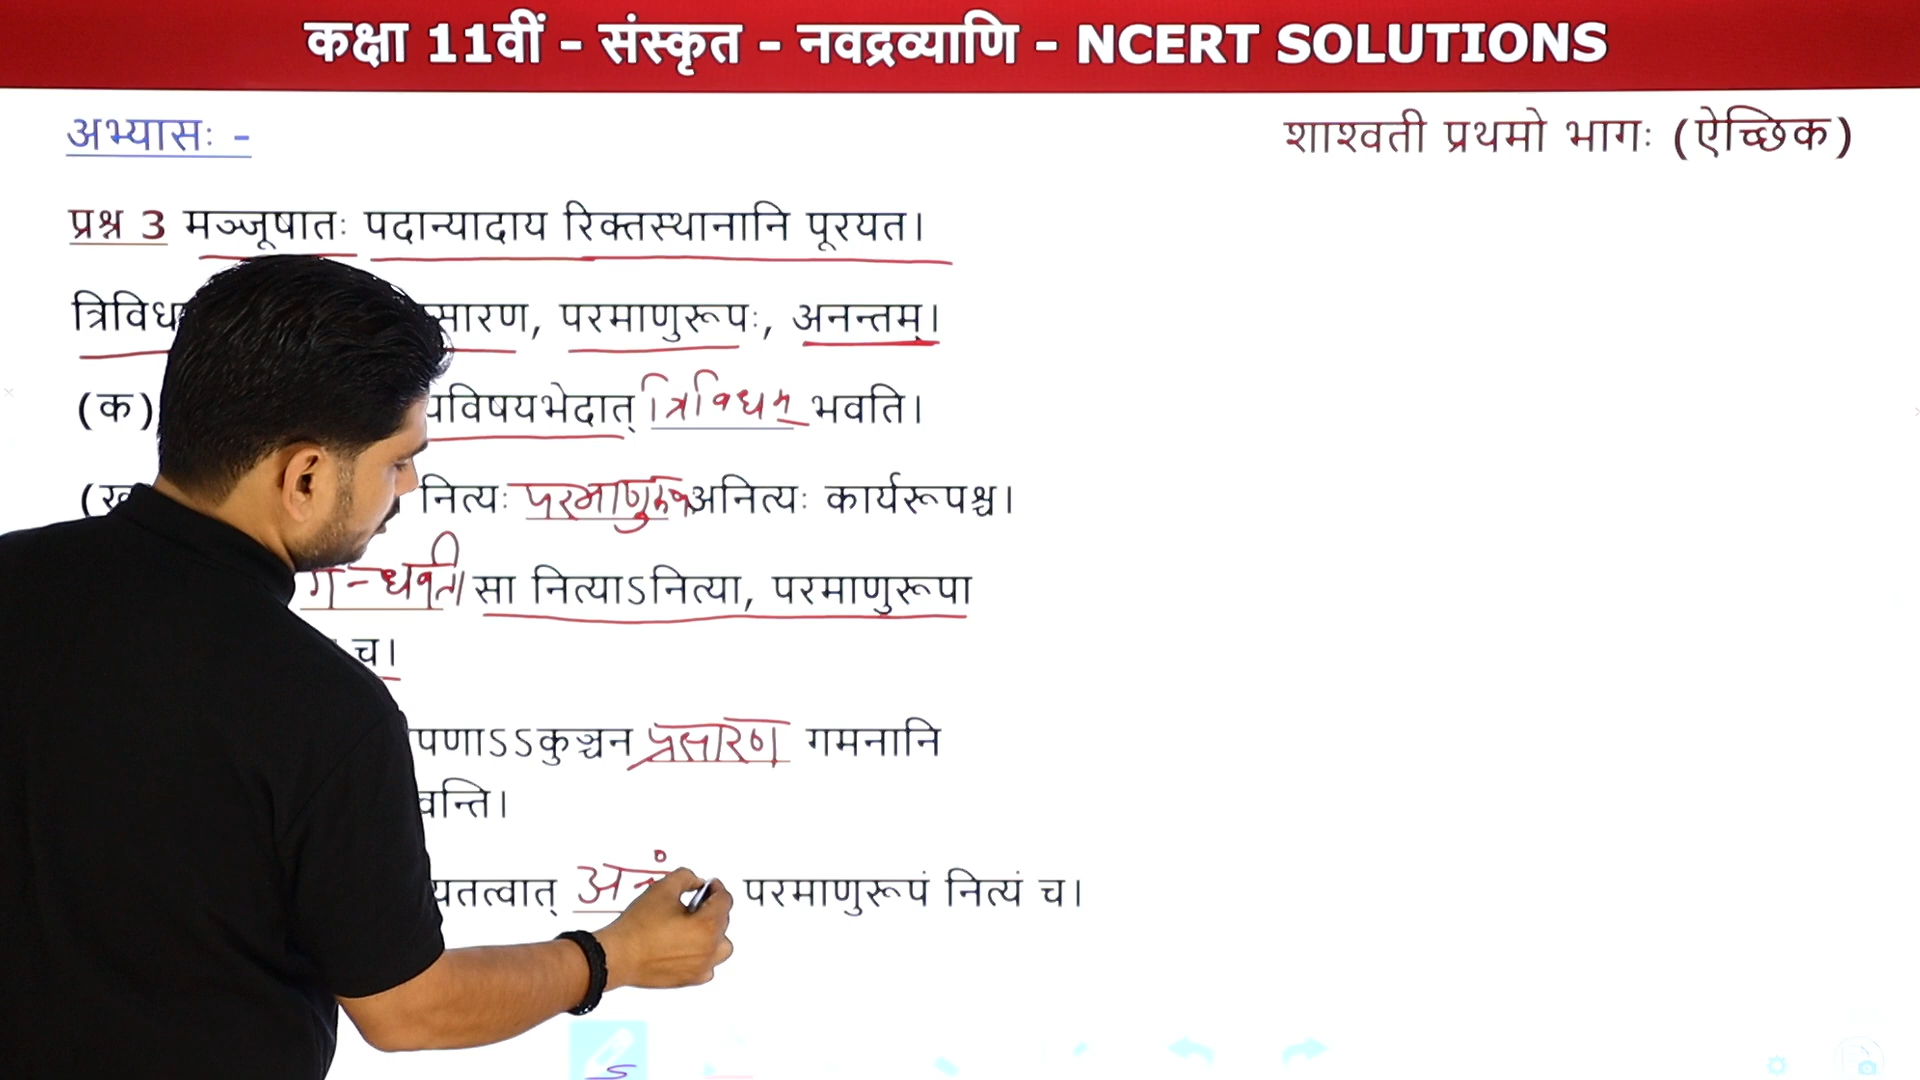 कक्षा 11वीं - संस्कृत - नवद्रव्याणि - NCERT SOLUTIONS
अभ्यासः -
शाश्वती प्रथमो भागः (ऐच्छिक)
प्रश्न 3 मञ्जूषातः पदान्यादाय रिक्तस्थानानि पूरयत।
सारण, परमाणुरूपः, अनन्तम्।
(क) विषयभेदात् त्रिविधम् भवति।
नित्यः परमाणुरूप अनित्यः कार्यरूपश्च।
गन्धवती सा नित्याऽनित्या, परमाणुरूपा
च।
पणाऽऽकुञ्चन प्रसारण गमनानि
वन्ति।
यतत्वात् परमाणुरूपं नित्यं च।